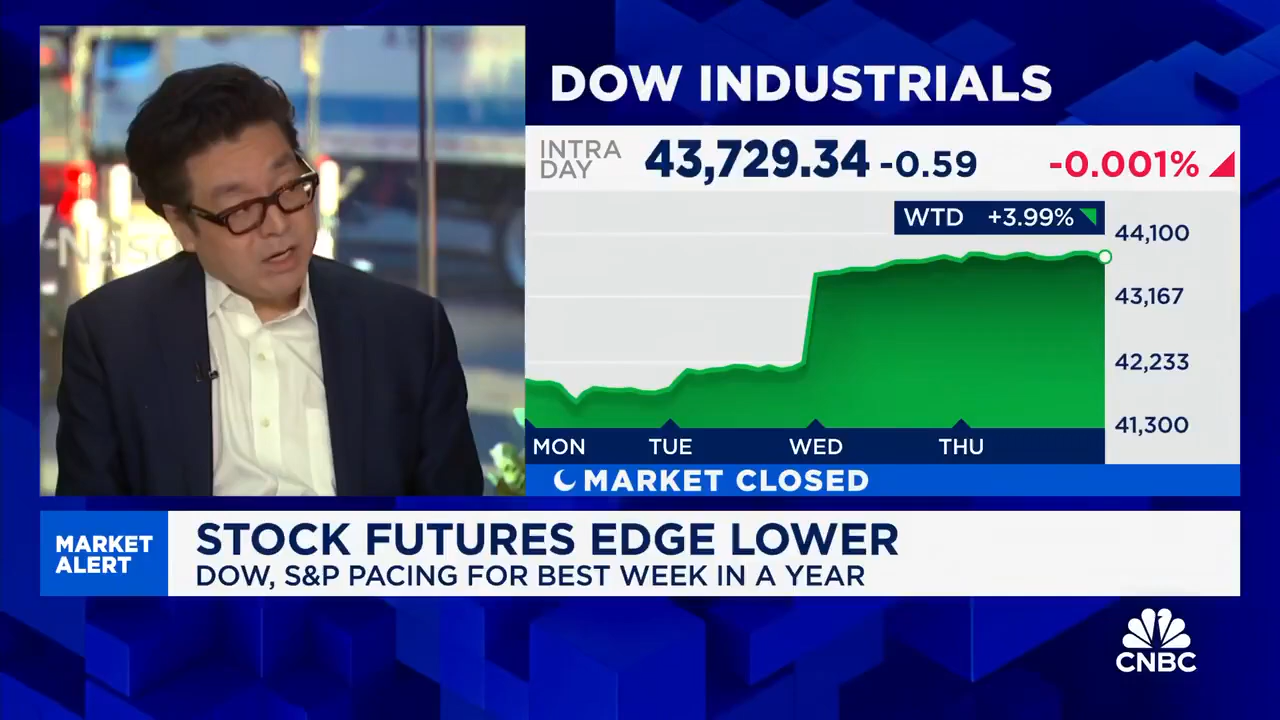 DOW INDUSTRIALS
INTRA
DAY
43,729.34 -0.59 -0.001%
WTD +3.99%
44,100
43,167
42,233
41,300
MON TUE WED THU
MARKET CLOSED
MARKET
ALERT
STOCK FUTURES EDGE LOWER
DOW, S&P PACING FOR BEST WEEK IN A YEAR
CNBC